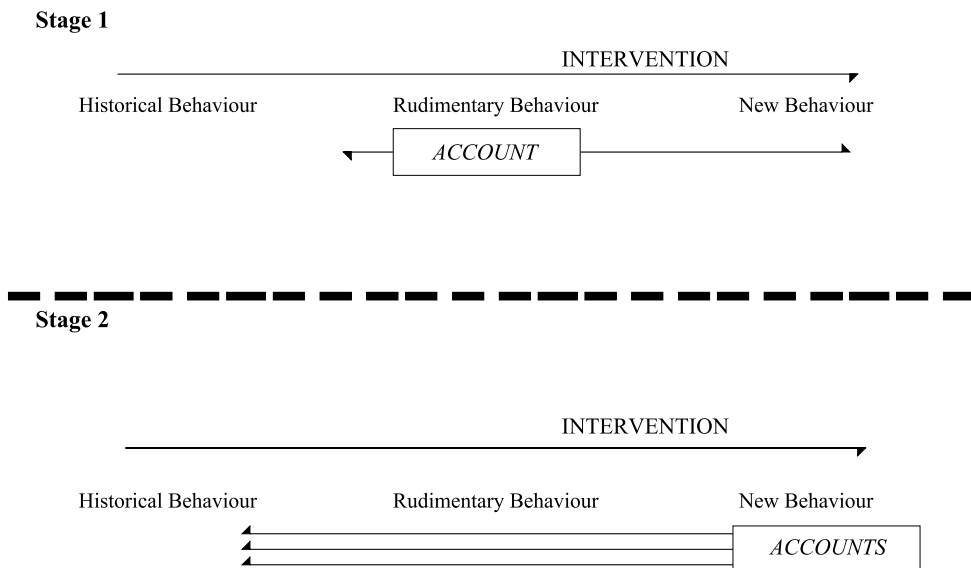 Stage 1
INTERVENTION
Historical Behaviour Rudimentary Behaviour New Behaviour
ACCOUNT
Stage 2
INTERVENTION
Historical Behaviour Rudimentary Behaviour New Behaviour
ACCOUNTS